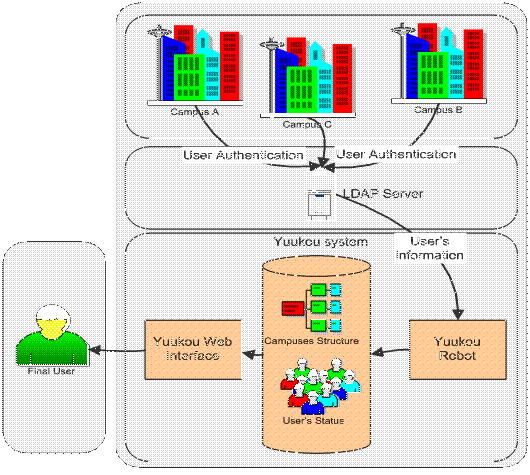 Campus A
Campus C
Campus B
User Authentication
User Authentication
LDAP Server
Yuukou system
User's
Information
Campuses Structure
Yuukou Web
Interface
Yuukou
Robot
Final User
User's Status